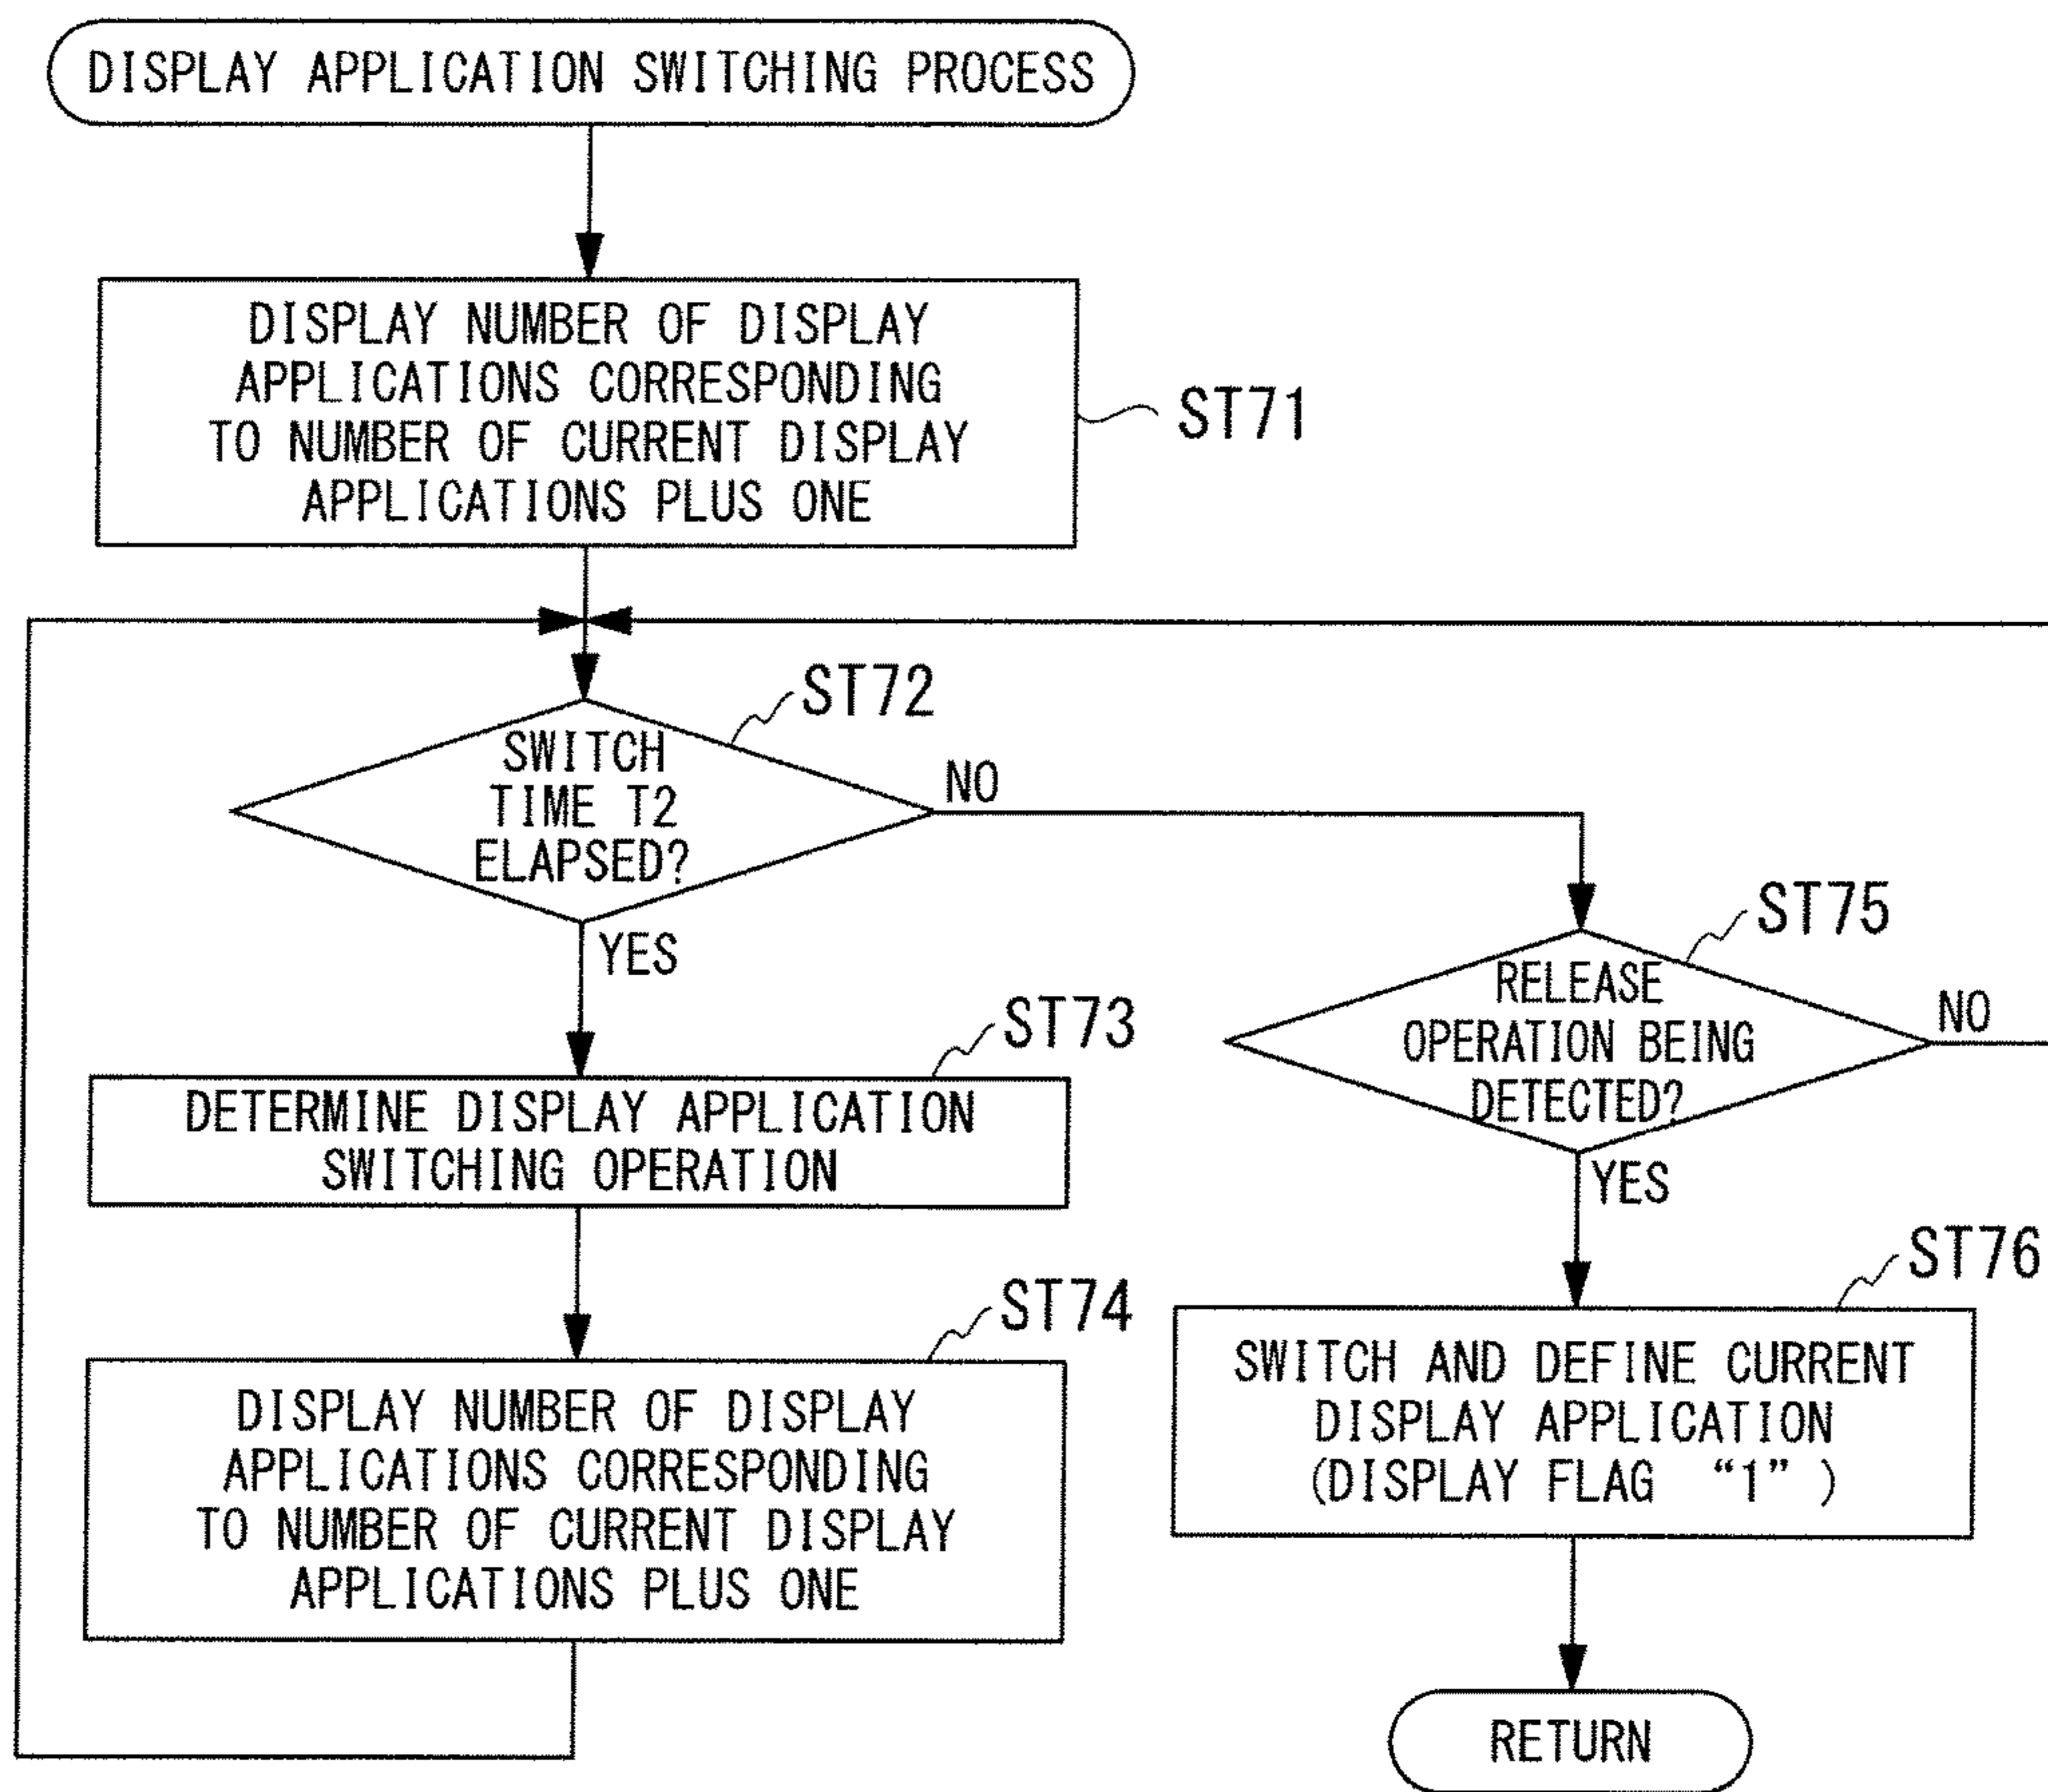 DISPLAY APPLICATION SWITCHING PROCESS
DISPLAY NUMBER OF DISPLAY
APPLICATIONS CORRESPONDING
TO NUMBER OF CURRENT DISPLAY
APPLICATIONS PLUS ONE
ST71
ST72
SWITCH
TIME T2
ELAPSED?
NO
YES
ST73
DETERMINE DISPLAY APPLICATION
SWITCHING OPERATION
ST74
DISPLAY NUMBER OF DISPLAY
APPLICATIONS CORRESPONDING
TO NUMBER OF CURRENT DISPLAY
APPLICATIONS PLUS ONE
ST75
RELEASE
OPERATION BEING
DETECTED?
NO
YES
ST76
SWITCH AND DEFINE CURRENT
DISPLAY APPLICATION
(DISPLAY FLAG “1” )
RETURN